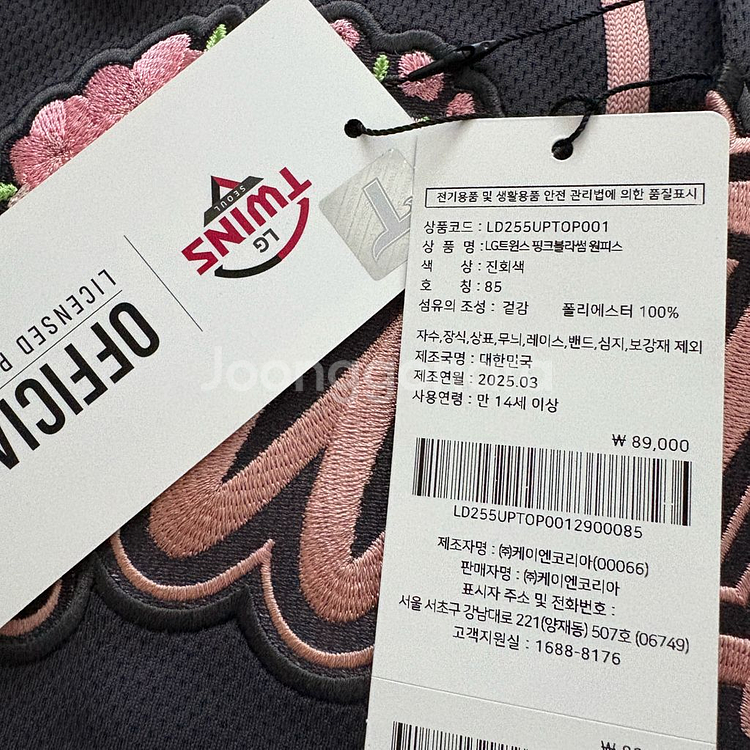 TWINS
LG
SEOUL
OFFICIA
LICENSED P
전기용품 및 생활용품 안전 관리법에 의한 품질표시
상품코드 : LD255UPTOP001
상 품 명 : LG트윈스 핑크블라썸 원피스
색 상 : 진회색
호 칭 : 85
섬유의 조성 : 겉감 폴리에스터 100%
자수,장식,상표,무늬,레이스,밴드,심지,보강재 제외
제조국명 : 대한민국
제조연월 : 2025.03
사용연령 : 만 14세 이상
₩ 89,000
LD255UPTOP0012900085
제조자명 : ㈜케이엔코리아(00066)
판매자명 : ㈜케이엔코리아
표시자 주소 및 전화번호 :
서울 서초구 강남대로 221(양재동) 507호 (06749)
고객지원실 : 1688-8176